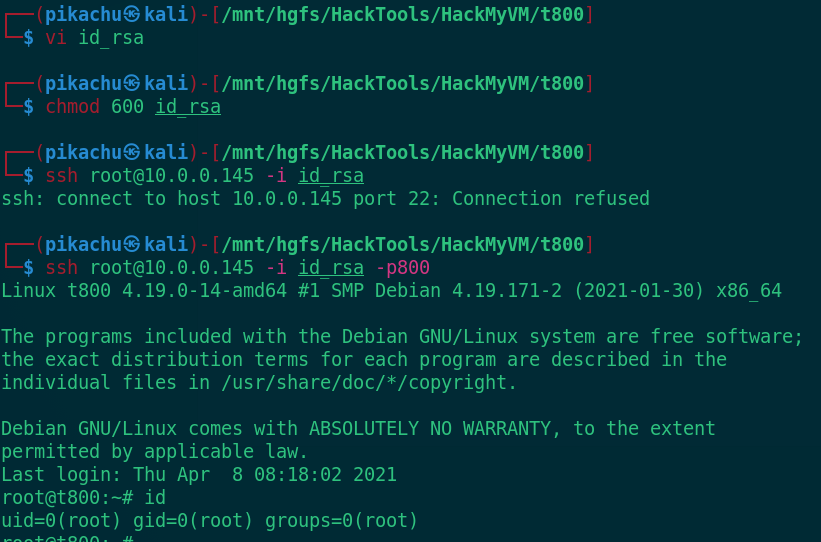 ┌──(pikachu㉿kali)-[/mnt/hgfs/HackTools/HackMyVM/t800]
└─$ vi id_rsa
┌──(pikachu㉿kali)-[/mnt/hgfs/HackTools/HackMyVM/t800]
└─$ chmod 600 id_rsa
┌──(pikachu㉿kali)-[/mnt/hgfs/HackTools/HackMyVM/t800]
└─$ ssh root@10.0.0.145 -i id_rsa
ssh: connect to host 10.0.0.145 port 22: Connection refused
┌──(pikachu㉿kali)-[/mnt/hgfs/HackTools/HackMyVM/t800]
└─$ ssh root@10.0.0.145 -i id_rsa -p800
Linux t800 4.19.0-14-amd64 #1 SMP Debian 4.19.171-2 (2021-01-30) x86_64
The programs included with the Debian GNU/Linux system are free software;
the exact distribution terms for each program are described in the
individual files in /usr/share/doc/*/copyright.
Debian GNU/Linux comes with ABSOLUTELY NO WARRANTY, to the extent
permitted by applicable law.
Last login: Thu Apr  8 08:18:02 2021
root@t800:~# id
uid=0(root) gid=0(root) groups=0(root)
root@t800:~#